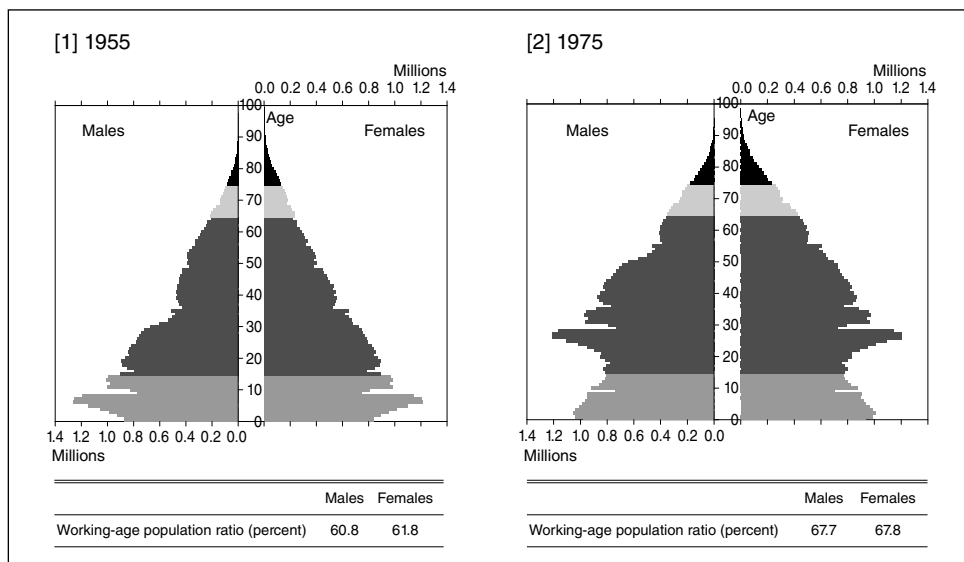 [1] 1955
Millions
0.0 0.2 0.4 0.6 0.8 1.0 1.2 1.4
Age
Males
Females
100
90
80
70
60
50
40
30
20
10
0
1.4 1.2 1.0 0.8 0.6 0.4 0.2 0.0
Millions
Males Females
Working-age population ratio (percent) 60.8 61.8
[2] 1975
Millions
0.0 0.2 0.4 0.6 0.8 1.0 1.2 1.4
Age
Males
Females
100
90
80
70
60
50
40
30
20
10
0
1.4 1.2 1.0 0.8 0.6 0.4 0.2 0.0
Millions
Males Females
Working-age population ratio (percent) 67.7 67.8